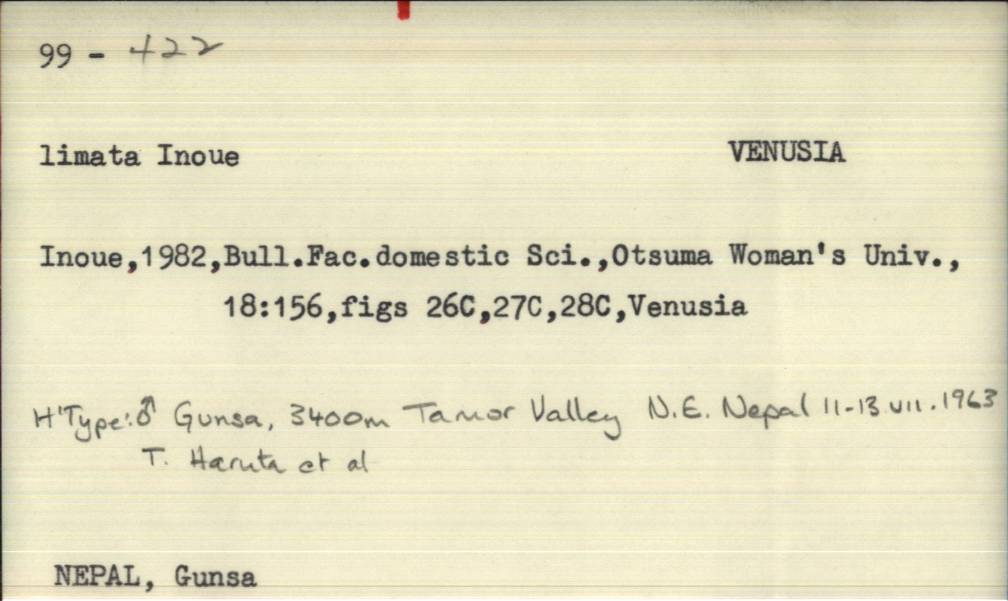 99 - 422
limata Inoue VENUSIA
Inoue,1982,Bull.Fac.domestic Sci.,Otsuma Woman's Univ.,
18:156,figs 26C,27C,28C,Venusia
H'Type:♂ Gunsa, 3400m Tamor Valley N.E. Nepal 11-13.VII.1963
T. Haruta et al
NEPAL, Gunsa